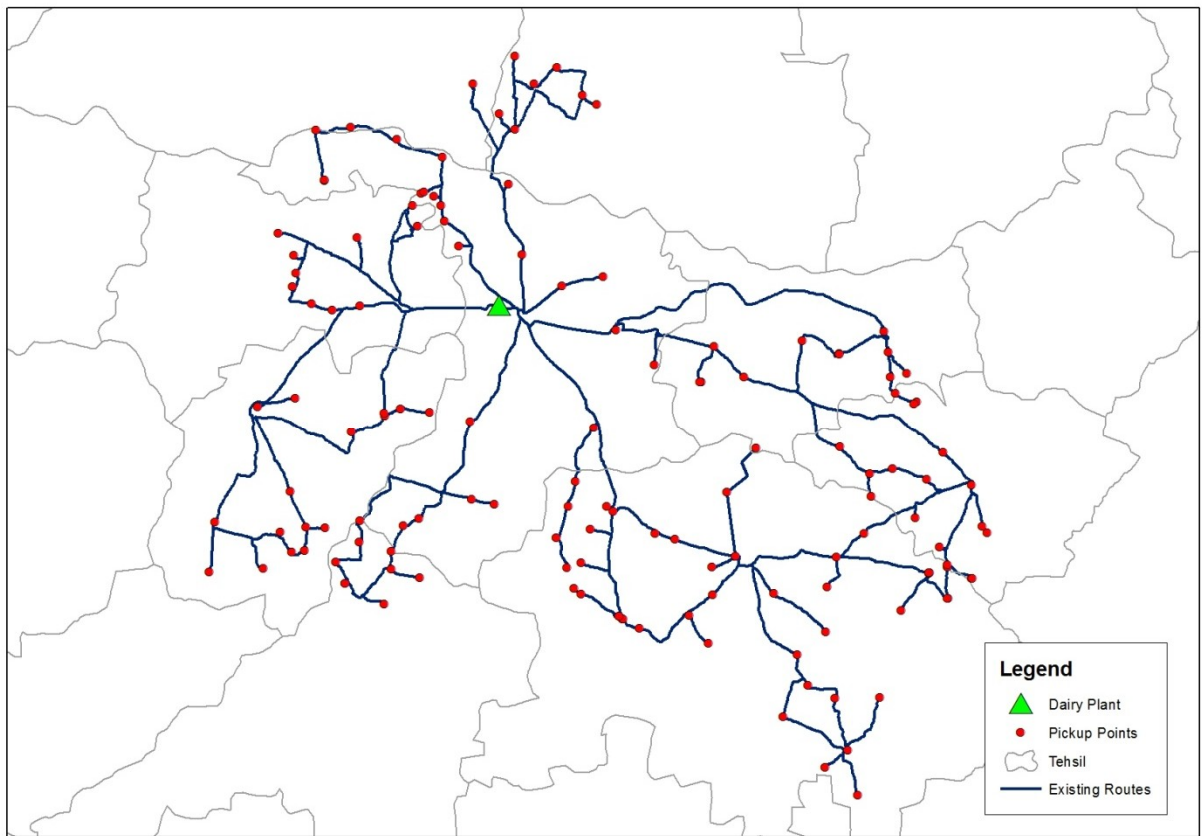 Legend
Dairy Plant
Pickup Points
Tehsil
Existing Routes